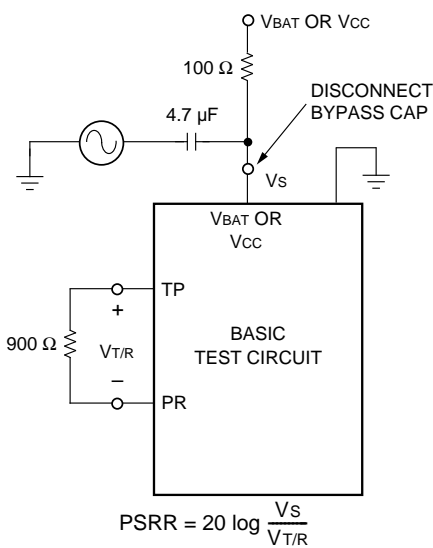 VBAT OR VCC
100 Ω
DISCONNECT
BYPASS CAP
4.7 µF
VS
VBAT OR
VCC
TP
+
900 Ω
VT/R
BASIC
TEST CIRCUIT
–
PR
PSRR = 20 log VS
VT/R